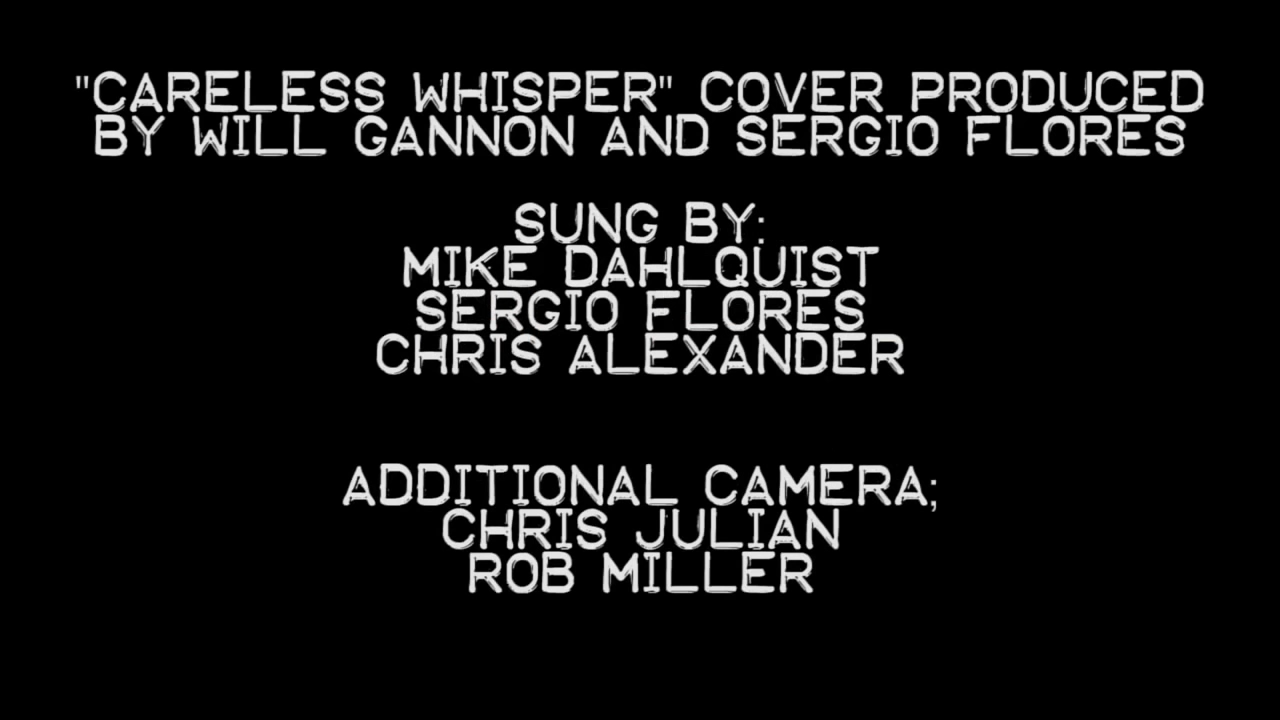 "CARELESS WHISPER" COVER PRODUCED
BY WILL GANNON AND SERGIO FLORES
SUNG BY:
MIKE DAHLQUIST
SERGIO FLORES
CHRIS ALEXANDER
ADDITIONAL CAMERA;
CHRIS JULIAN
ROB MILLER